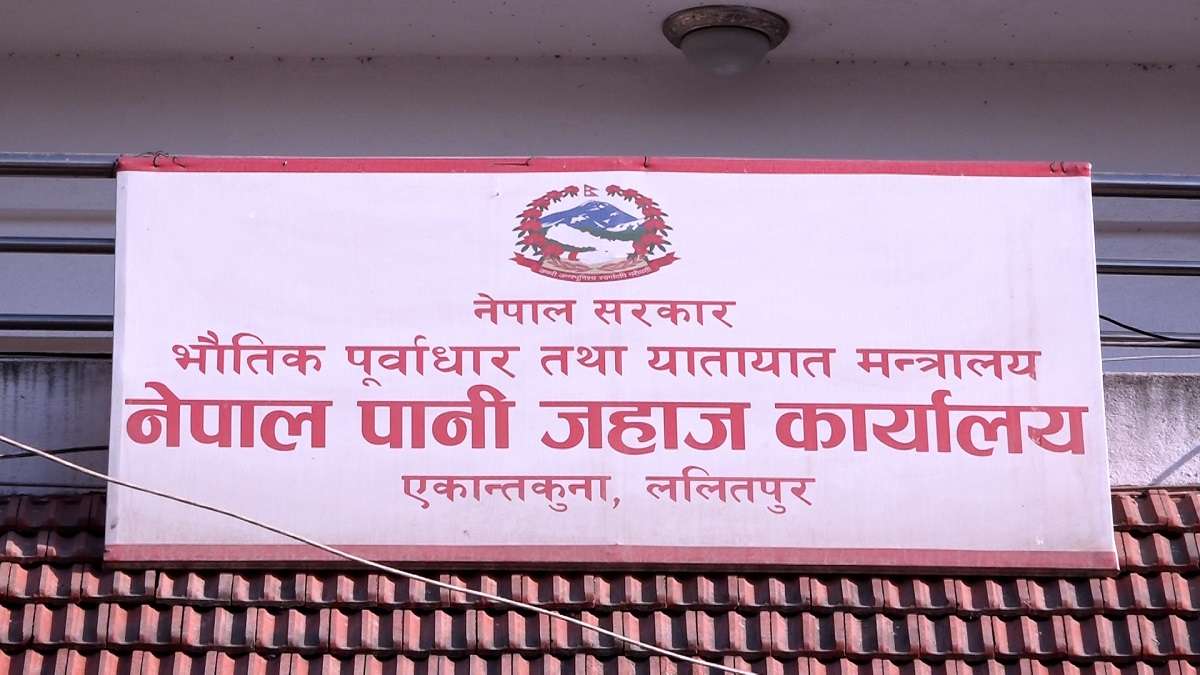 नेपाल सरकार
भौतिक पूर्वाधार तथा यातायात मन्त्रालय
नेपाल पानी जहाज कार्यालय
एकान्तकुना, ललितपुर